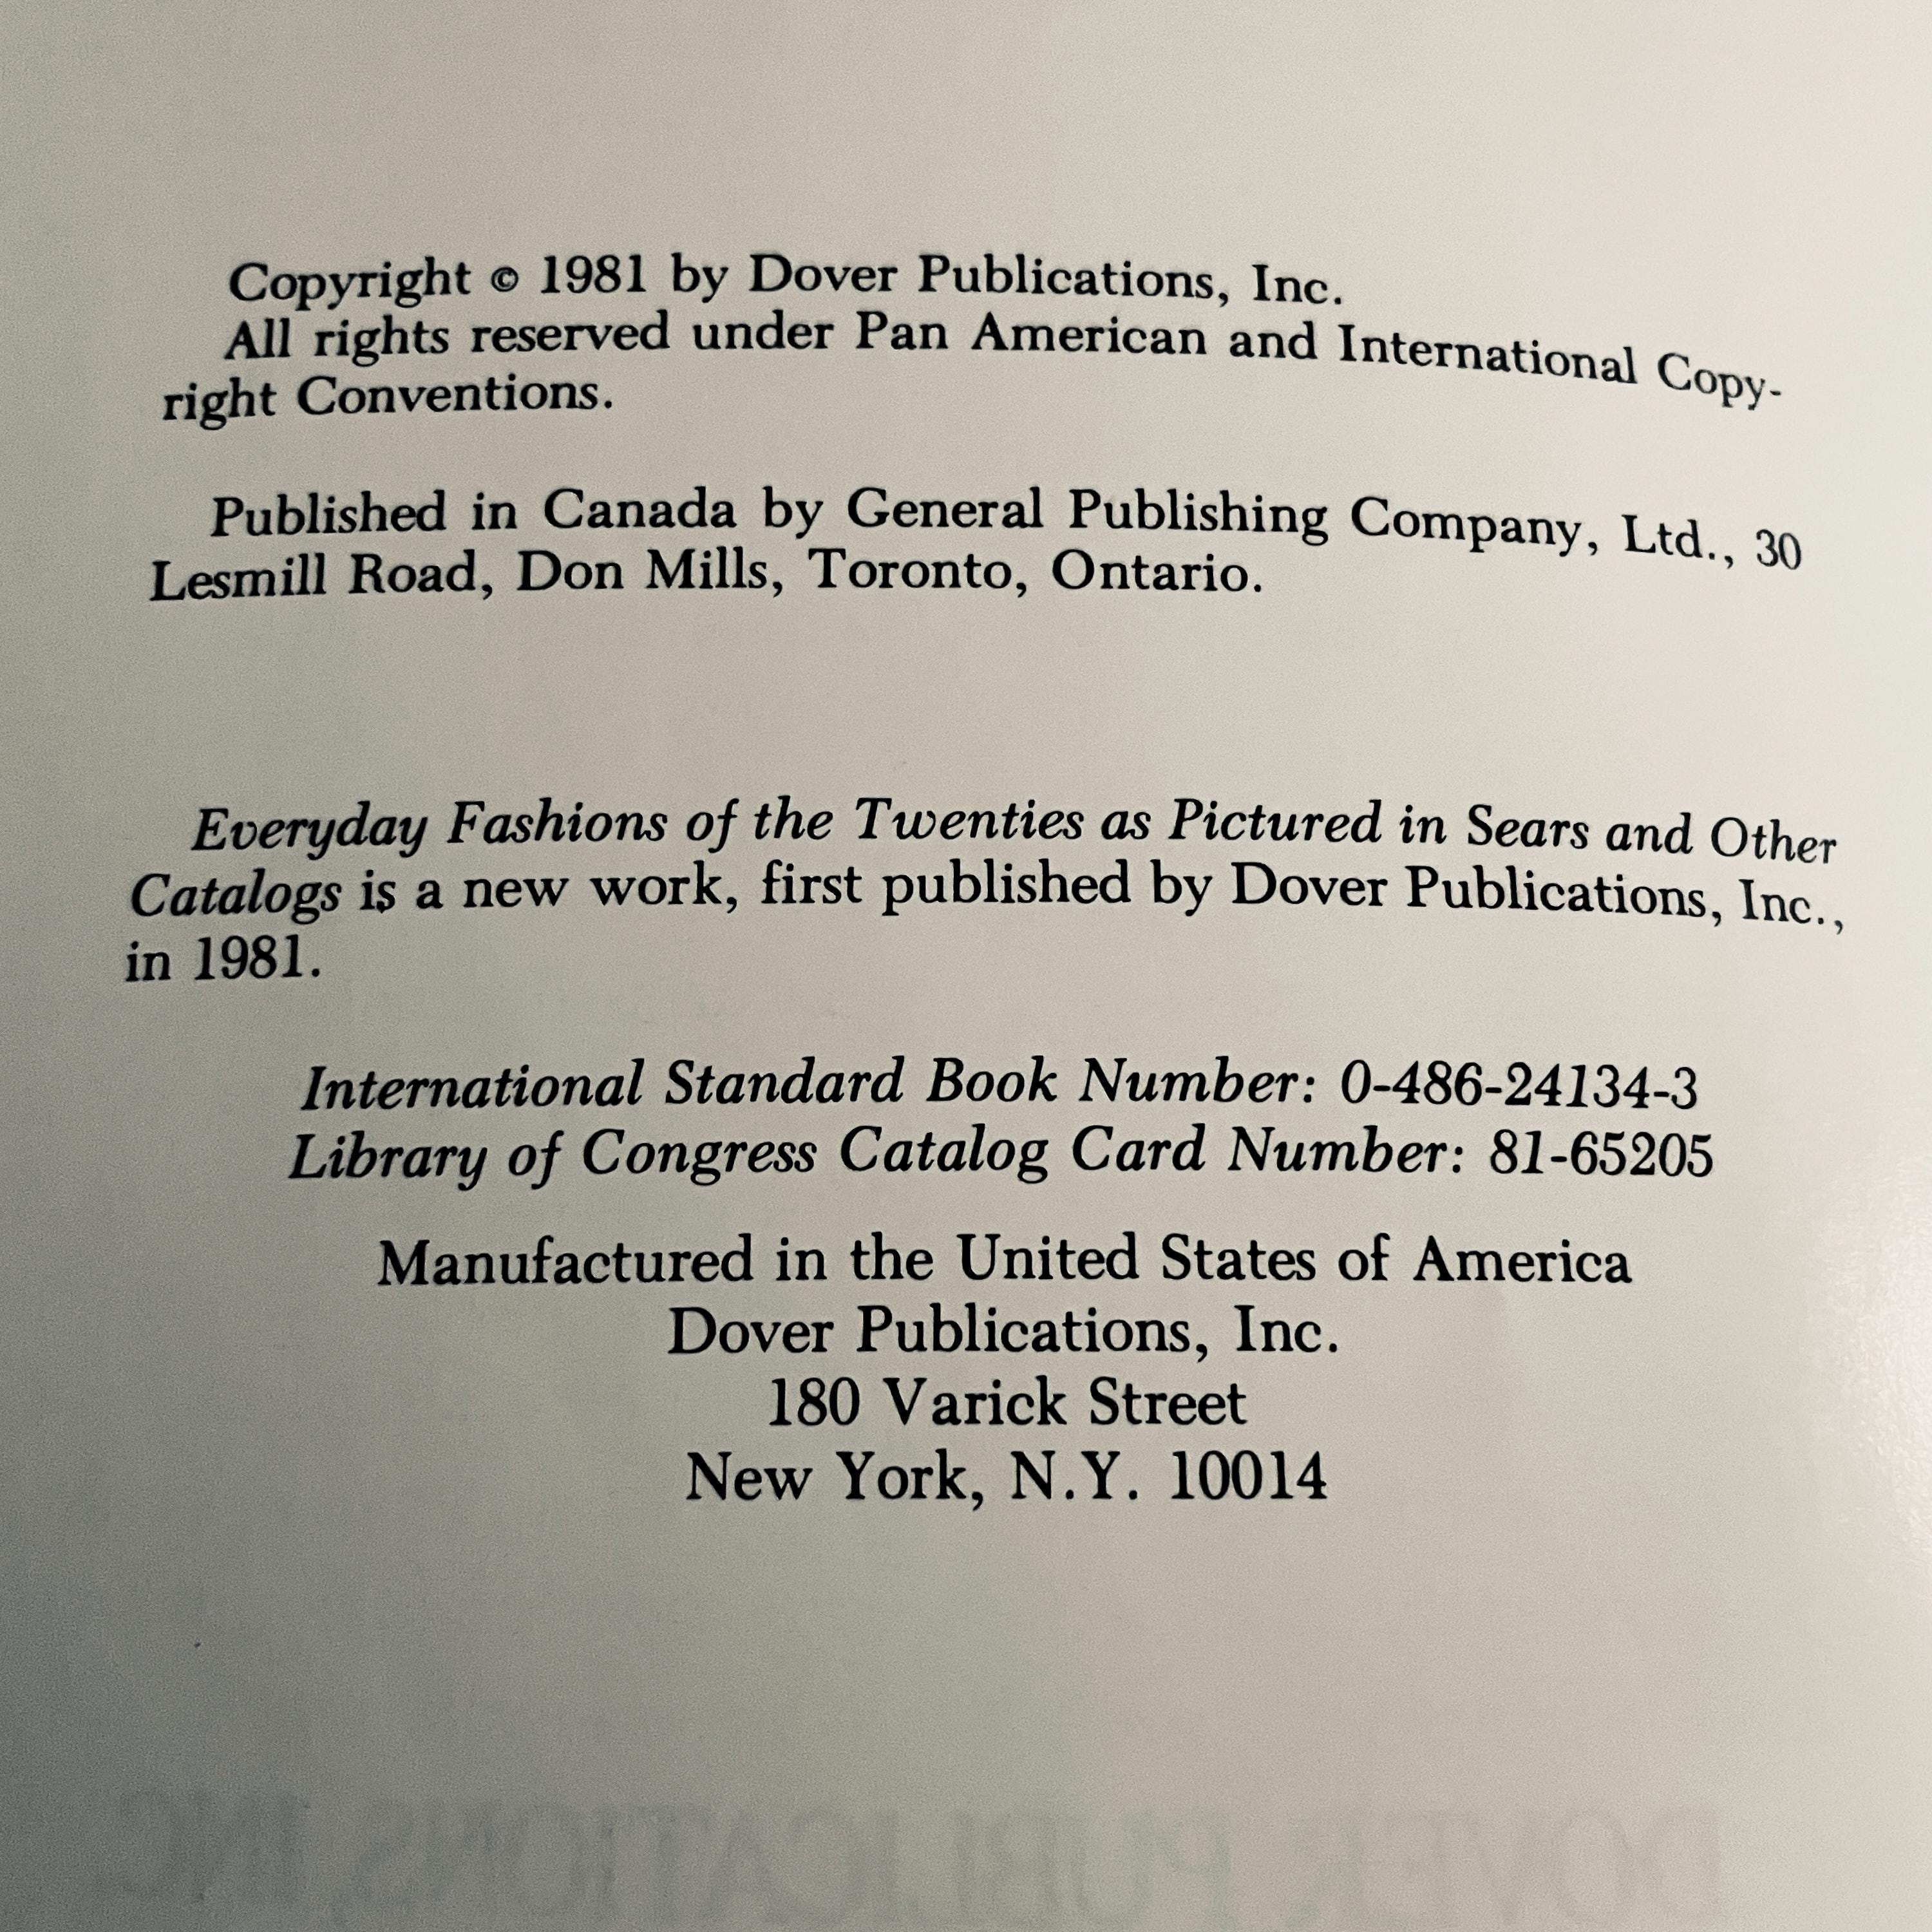 Copyright © 1981 by Dover Publications, Inc.
All rights reserved under Pan American and International Copy-
right Conventions.
Published in Canada by General Publishing Company, Ltd., 30
Lesmill Road, Don Mills, Toronto, Ontario.
Everyday Fashions of the Twenties as Pictured in Sears and Other
Catalogs is a new work, first published by Dover Publications, Inc.,
in 1981.
International Standard Book Number: 0-486-24134-3
Library of Congress Catalog Card Number: 81-65205
Manufactured in the United States of America
Dover Publications, Inc.
180 Varick Street
New York, N.Y. 10014
DOVER PUBLICATIONS, INC